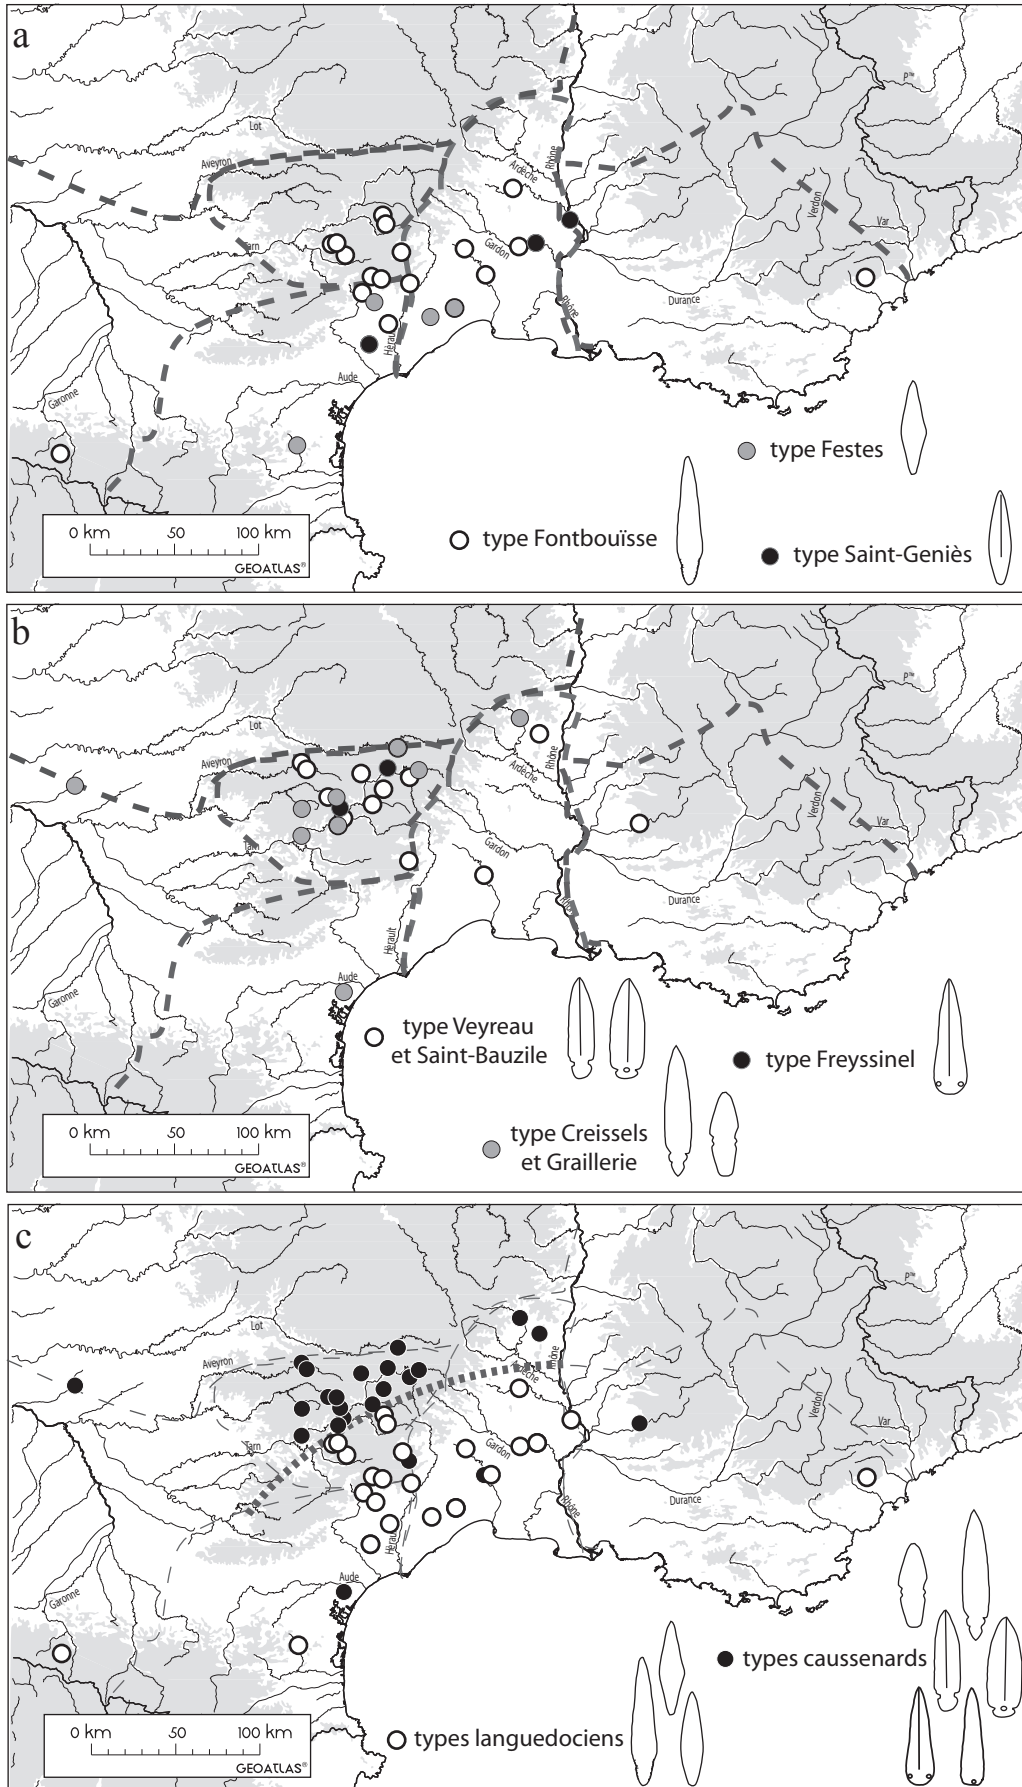 a
Lot
Aveyron
Tarn
Ardèche
Rhône
Gardon
Rhône
Hérault
Aude
Garonne
Durance
Verdon
Var
type Festes
type Fontbouïsse
type Saint-Geniès
0 km 50 100 km
GEOATLAS®
b
Lot
Aveyron
Tarn
Ardèche
Rhône
Gardon
Hérault
Aude
Garonne
Durance
Verdon
Var
type Veyreau
et Saint-Bauzile
type Freyssinel
type Creissels
et Graillerie
0 km 50 100 km
GEOATLAS®
c
Lot
Aveyron
Tarn
Ardèche
Rhône
Gardon
Rhône
Hérault
Aude
Garonne
Durance
Verdon
Var
types caussenards
types languedociens
0 km 50 100 km
GEOATLAS®